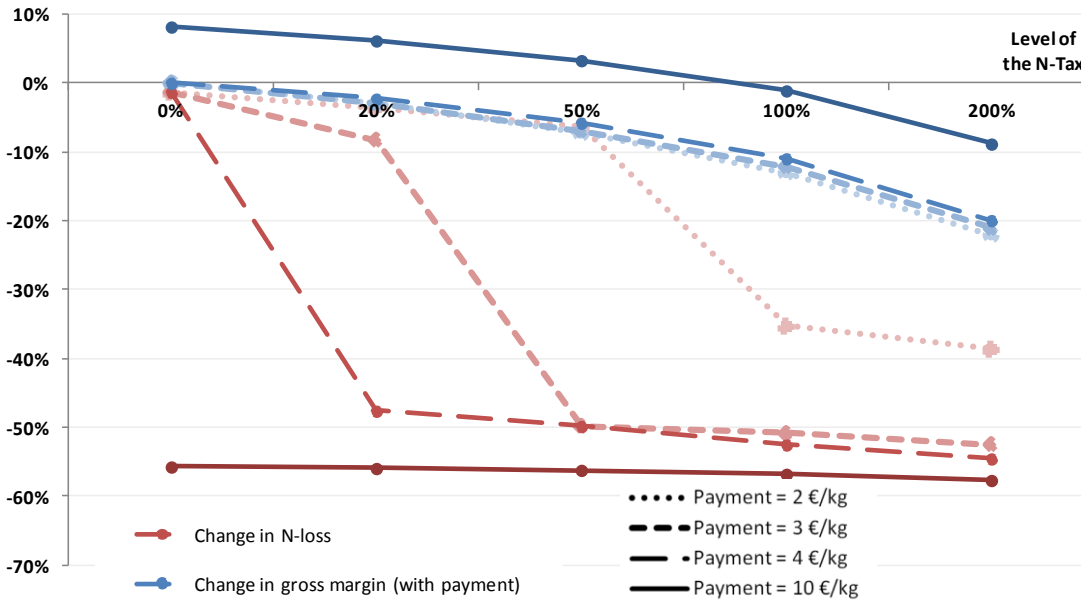 10%
Level of
the N-Tax
0%
0% 20% 50% 100% 200%
-10%
-20%
-30%
-40%
-50%
-60%
-70%
Change in N-loss
Change in gross margin (with payment)
Payment = 2 €/kg
Payment = 3 €/kg
Payment = 4 €/kg
Payment = 10 €/kg